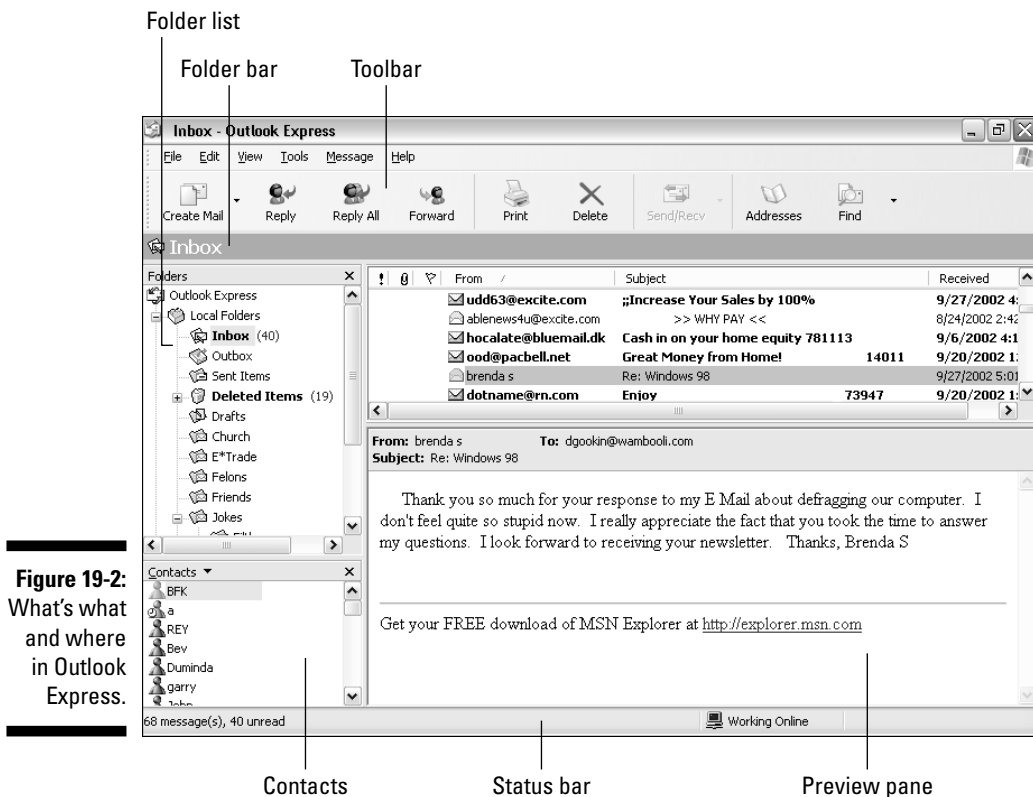 Folder list
Folder bar
Toolbar
Inbox - Outlook Express
File Edit View Tools Message Help
Create Mail Reply Reply All Forward Print Delete Send/Recv Addresses Find
Inbox
Folders
Outlook Express
Local Folders
Inbox (40)
Outbox
Sent Items
Deleted Items (19)
Drafts
Church
E*Trade
Felons
Friends
Jokes
! From Subject Received
udd63@excite.com ;;Increase Your Sales by 100% 9/27/2002 4:
ablenews4u@excite.com >> WHY PAY << 8/24/2002 2:42
hocalate@bluemail.dk Cash in on your home equity 781113 9/6/2002 4:1
ood@pacbell.net Great Money from Home! 14011 9/20/2002 1:
brenda s Re: Windows 98 9/27/2002 5:01
dotname@rn.com Enjoy 73947 9/20/2002 1:
From: brenda s To: dgookin@wambooli.com
Subject: Re: Windows 98
Thank you so much for your response to my E Mail about defragging our computer. I
don't feel quite so stupid now. I really appreciate the fact that you took the time to answer
my questions. I look forward to receiving your newsletter. Thanks, Brenda S
Get your FREE download of MSN Explorer at http://explorer.msn.com
Contacts
BFK
a
REY
Bev
Duminda
garry
John
68 message(s), 40 unread
Working Online
Figure 19-2:
What's what
and where
in Outlook
Express.
Contacts
Status bar
Preview pane